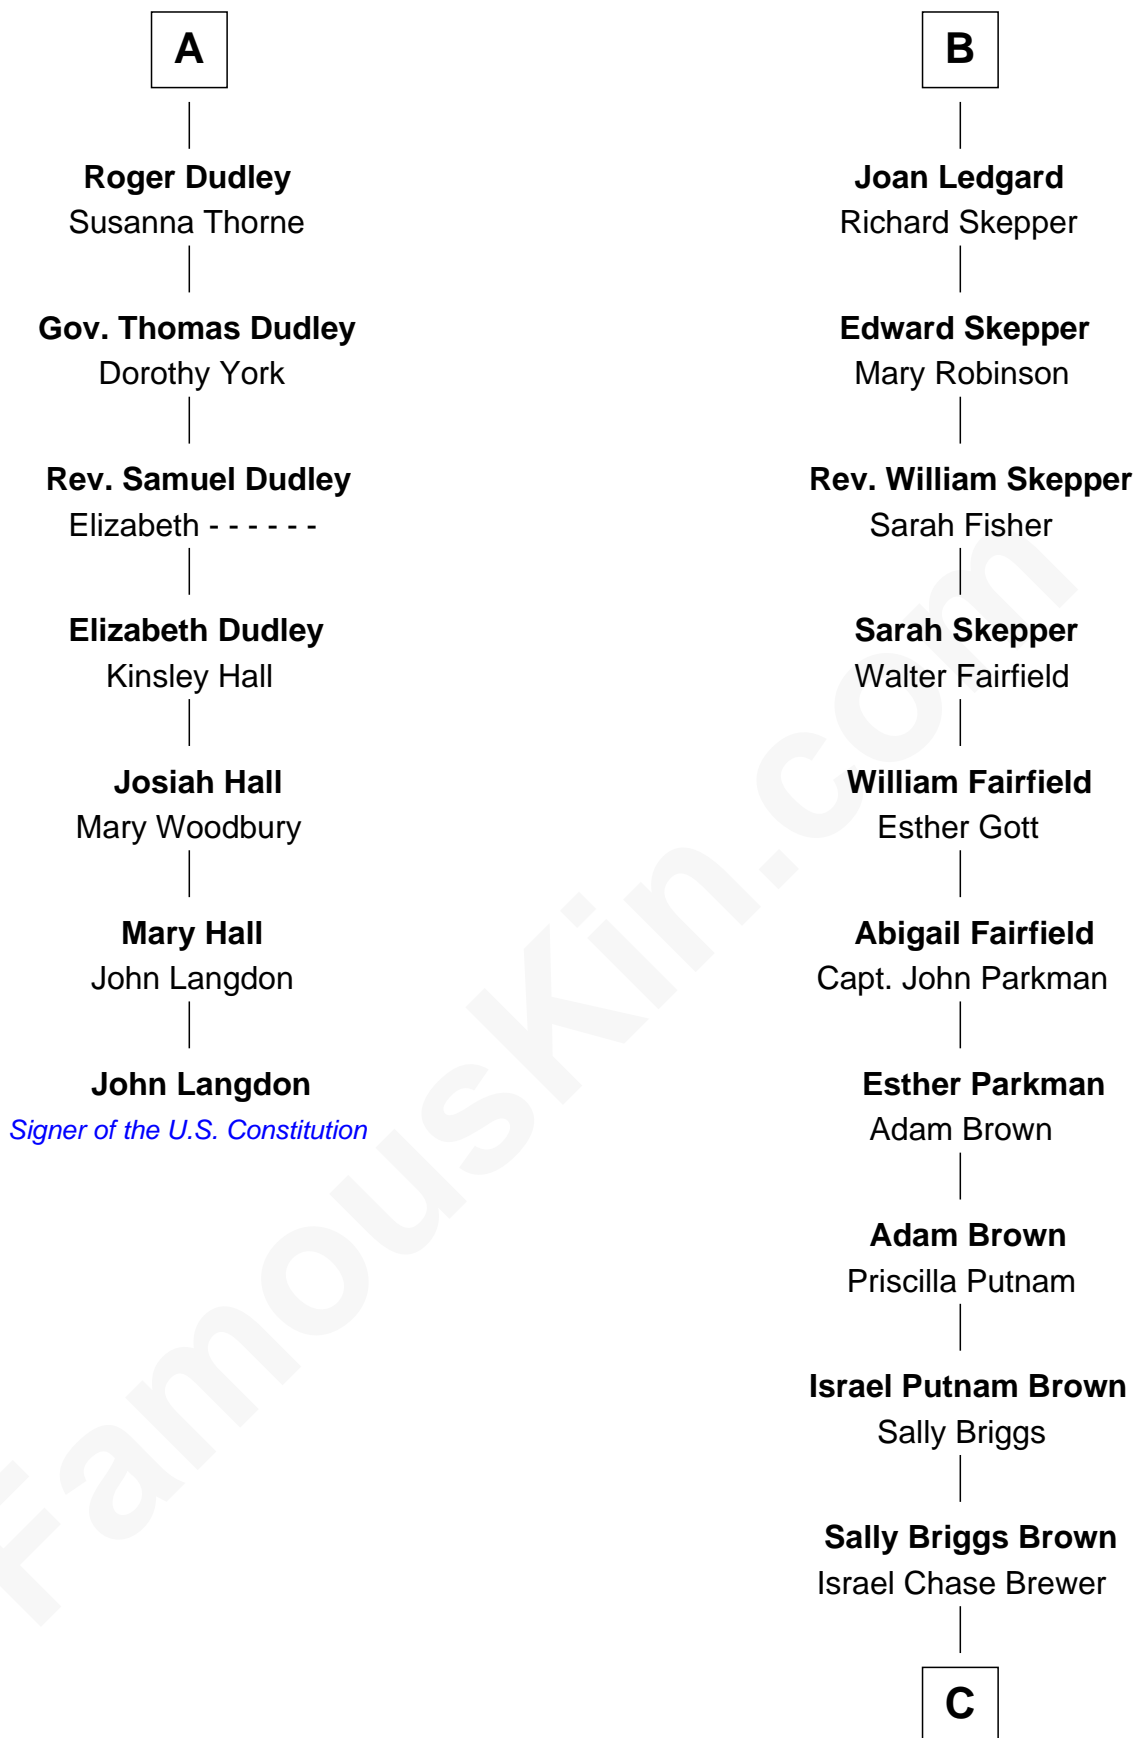 A
Roger Dudley
Susanna Thorne
Gov. Thomas Dudley
Dorothy York
Rev. Samuel Dudley
Elizabeth - - - - - -
Elizabeth Dudley
Kinsley Hall
Josiah Hall
Mary Woodbury
Mary Hall
John Langdon
John Langdon
Signer of the U.S. Constitution
B
Joan Ledgard
Richard Skepper
Edward Skepper
Mary Robinson
Rev. William Skepper
Sarah Fisher
Sarah Skepper
Walter Fairfield
William Fairfield
Esther Gott
Abigail Fairfield
Capt. John Parkman
Esther Parkman
Adam Brown
Adam Brown
Priscilla Putnam
Israel Putnam Brown
Sally Briggs
Sally Briggs Brown
Israel Chase Brewer
C
FamousKin.com